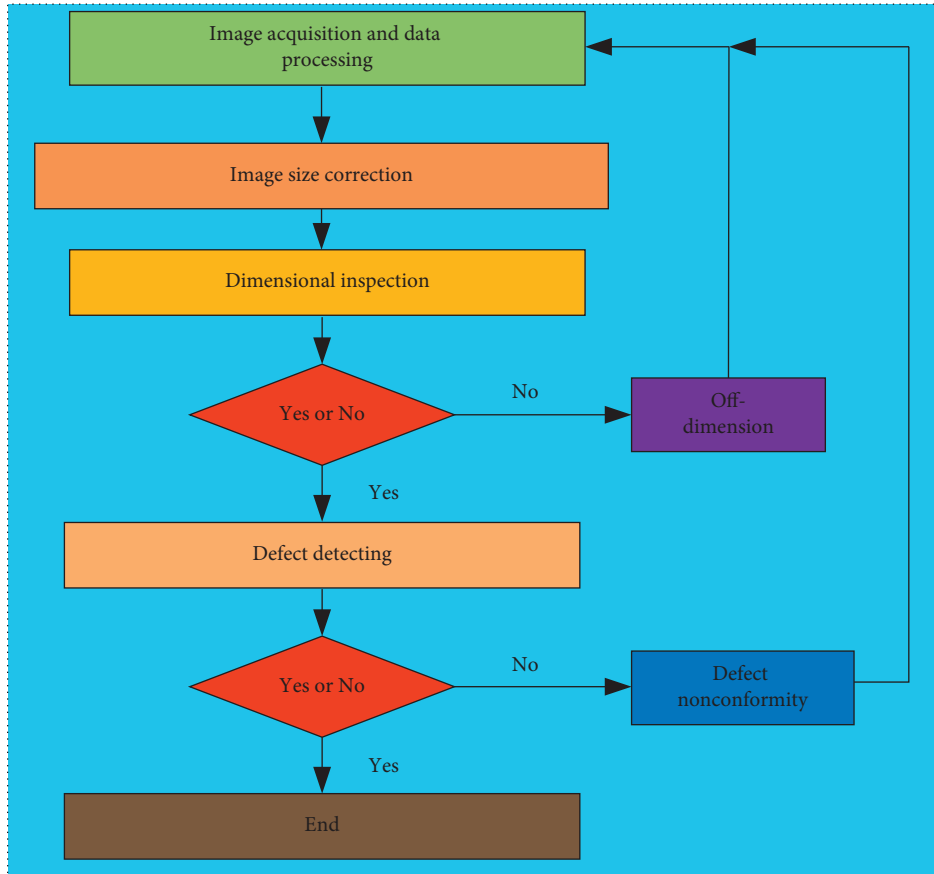 Image acquisition and data
processing
Image size correction
Dimensional inspection
Yes or No
No
Off-
dimension
Yes
Defect detecting
Yes or No
No
Defect
nonconformity
Yes
End